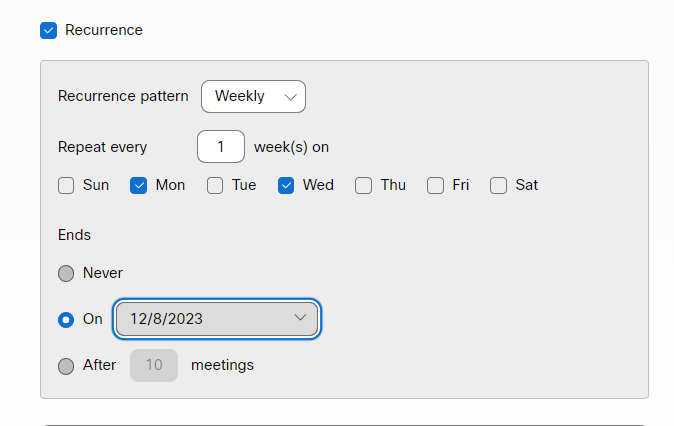 Recurrence
Recurrence pattern Weekly
Repeat every 1 week(s) on
Sun Mon Tue Wed Thu Fri Sat
Ends
Never
On 12/8/2023
After 10 meetings